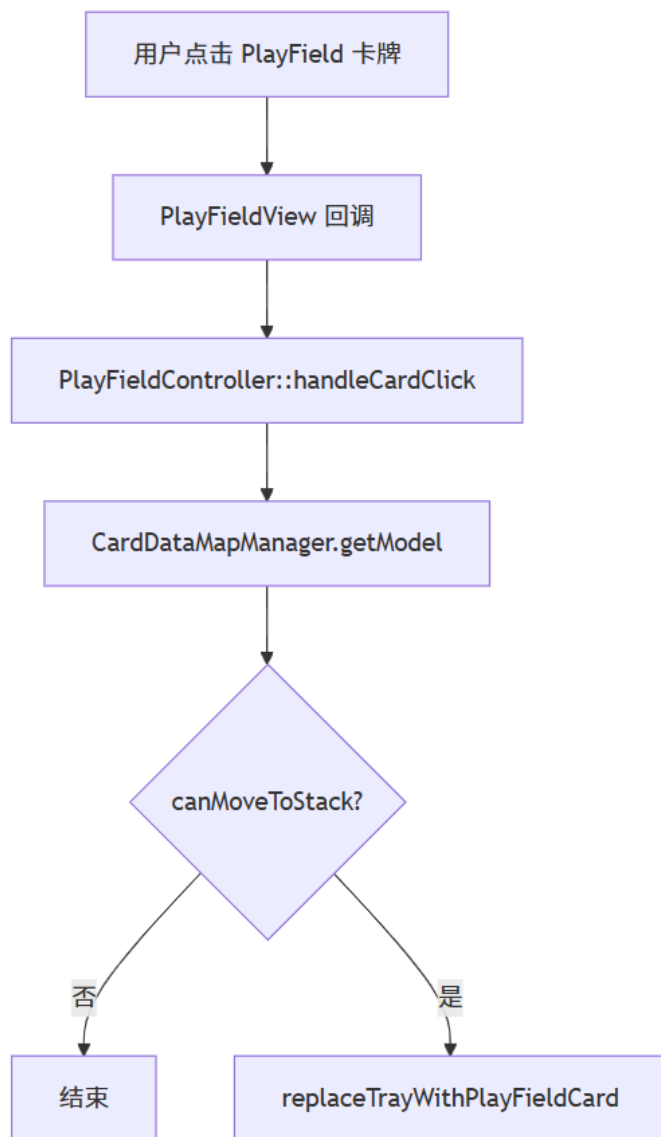 用户点击 PlayField 卡牌
PlayFieldView 回调
PlayFieldController::handleCardClick
CardDataMapManager.getModel
canMoveToStack?
否
是
结束
replaceTrayWithPlayFieldCard